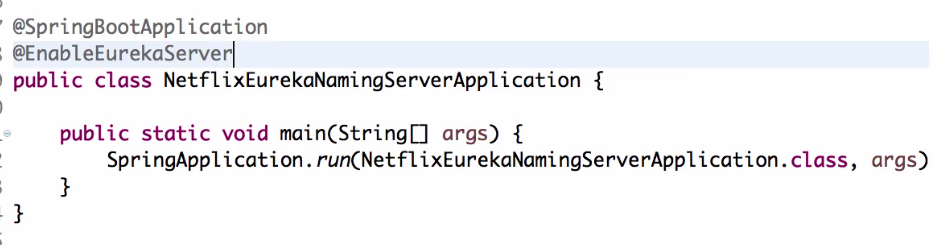 @SpringBootApplication
@EnableEurekaServer
public class NetflixEurekaNamingServerApplication {
public static void main(String[] args) {
SpringApplication.run(NetflixEurekaNamingServerApplication.class, args)
}
}